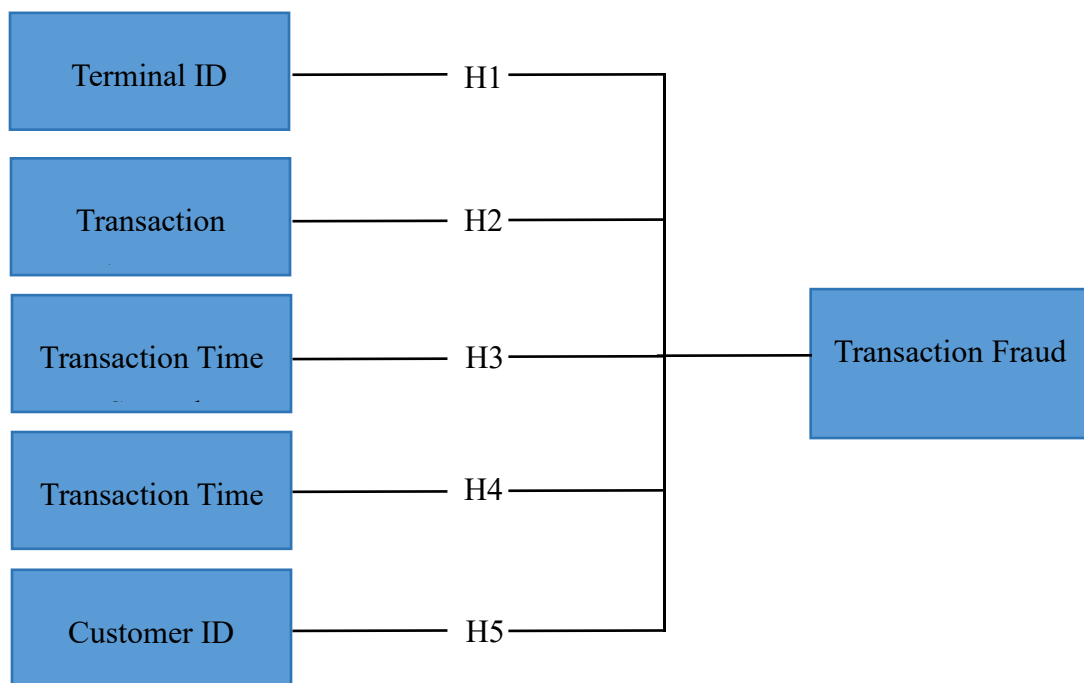 Terminal ID
H1
Transaction
H2
Transaction Time
H3
Transaction Fraud
Transaction Time
H4
Customer ID
H5